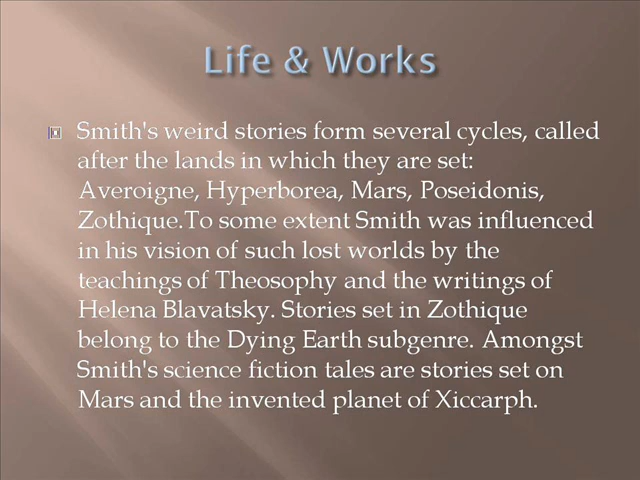 Life & Works
Smith's weird stories form several cycles, called
after the lands in which they are set:
Averoigne, Hyperborea, Mars, Poseidonis,
Zothique.To some extent Smith was influenced
in his vision of such lost worlds by the
teachings of Theosophy and the writings of
Helena Blavatsky. Stories set in Zothique
belong to the Dying Earth subgenre. Amongst
Smith's science fiction tales are stories set on
Mars and the invented planet of Xiccarph.